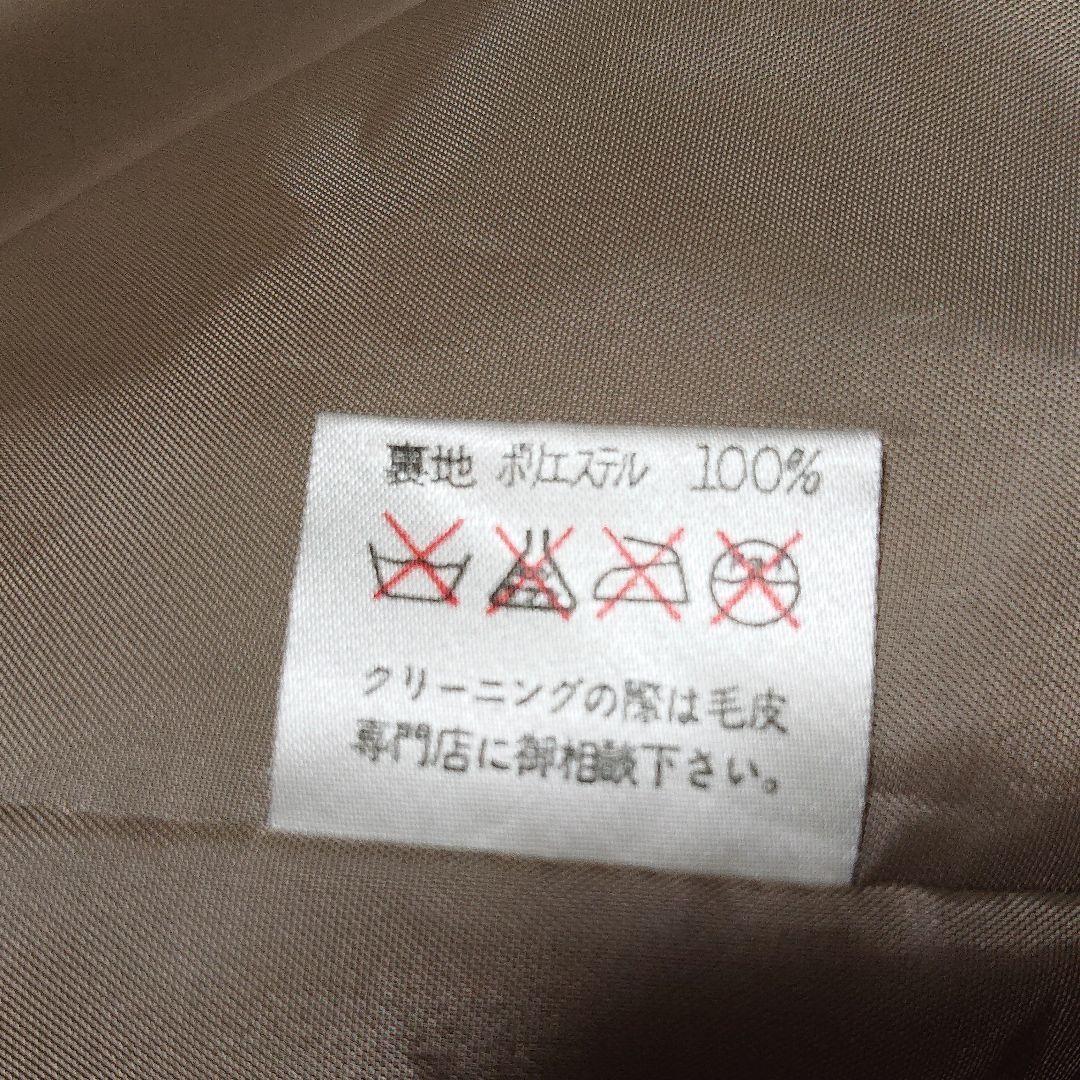 裏地 ポリエステル 100%
クリーニングの際は毛皮
専門店に御相談下さい。